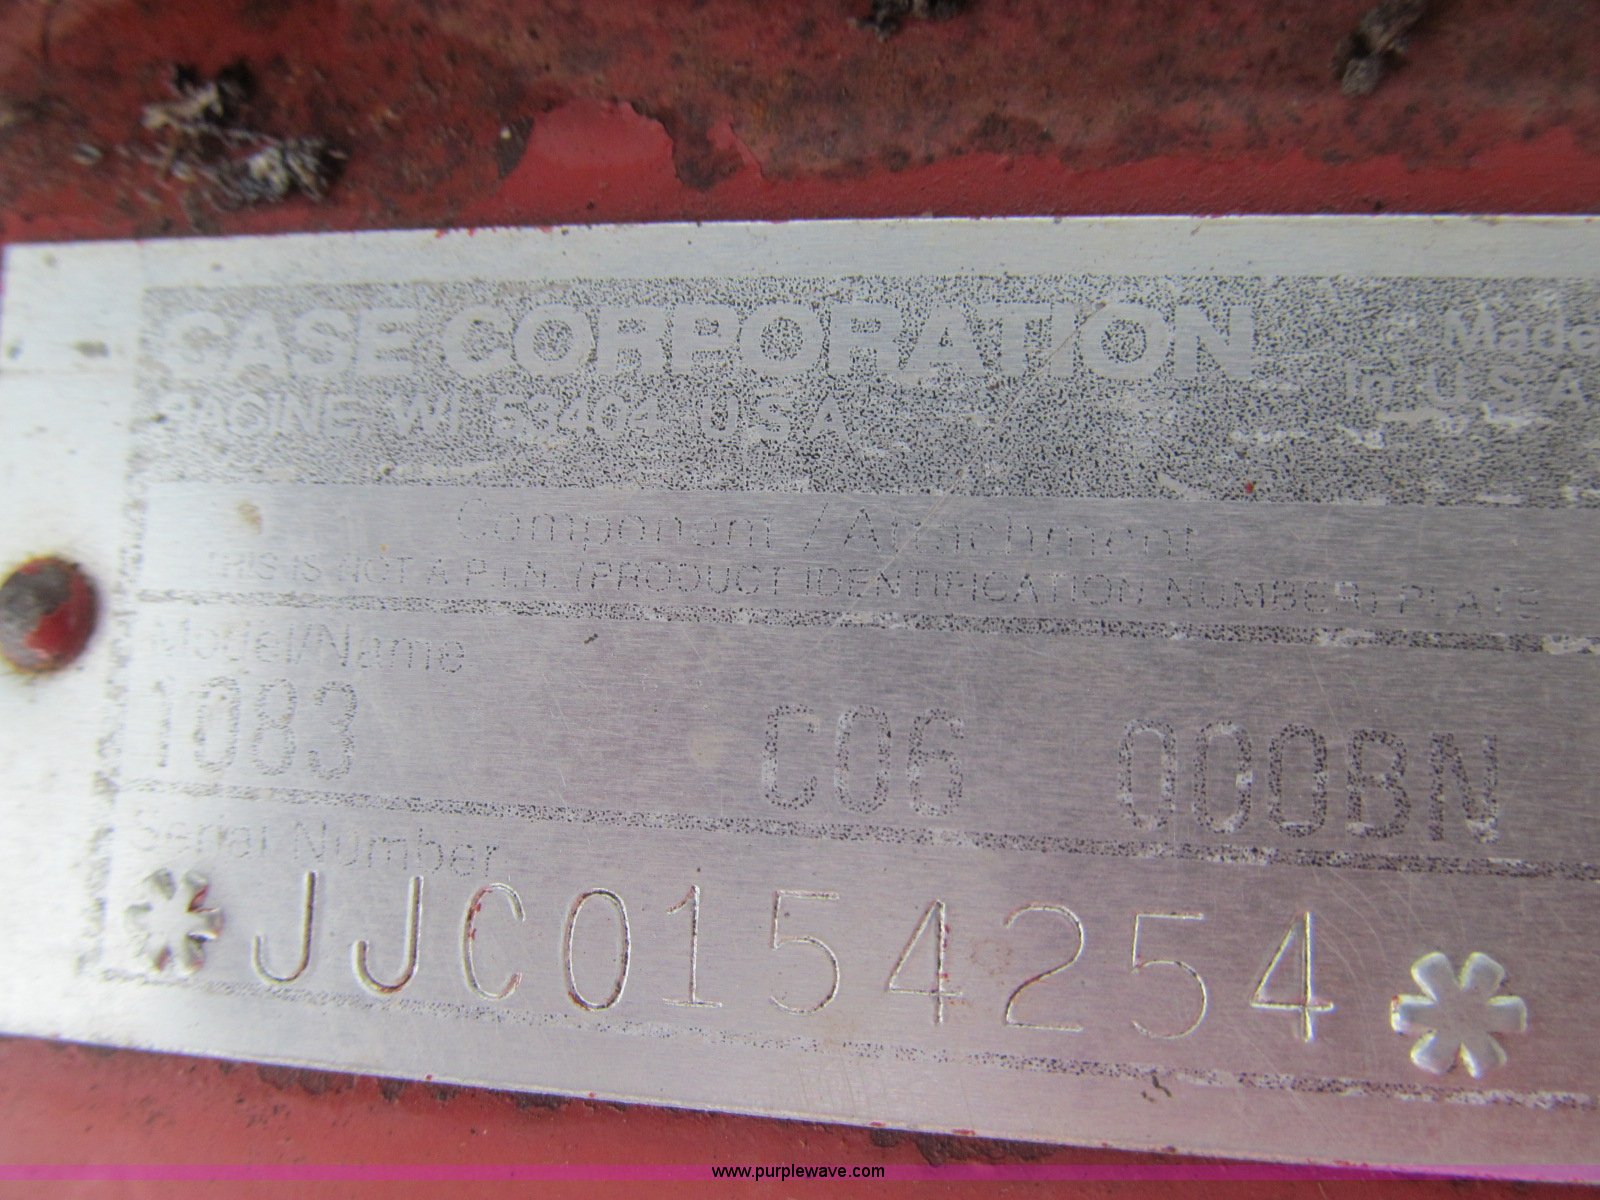 CASE CORPORATION
RACINE, WI 53404 U.S.A.
Made
In U.S.A.
Component / Attachment
THIS IS NOT A P.I.N. (PRODUCT IDENTIFICATION NUMBER) PLATE
Model/Name
1083 C06 000BN
Serial Number
*JJC0154254*
www.purplewave.com